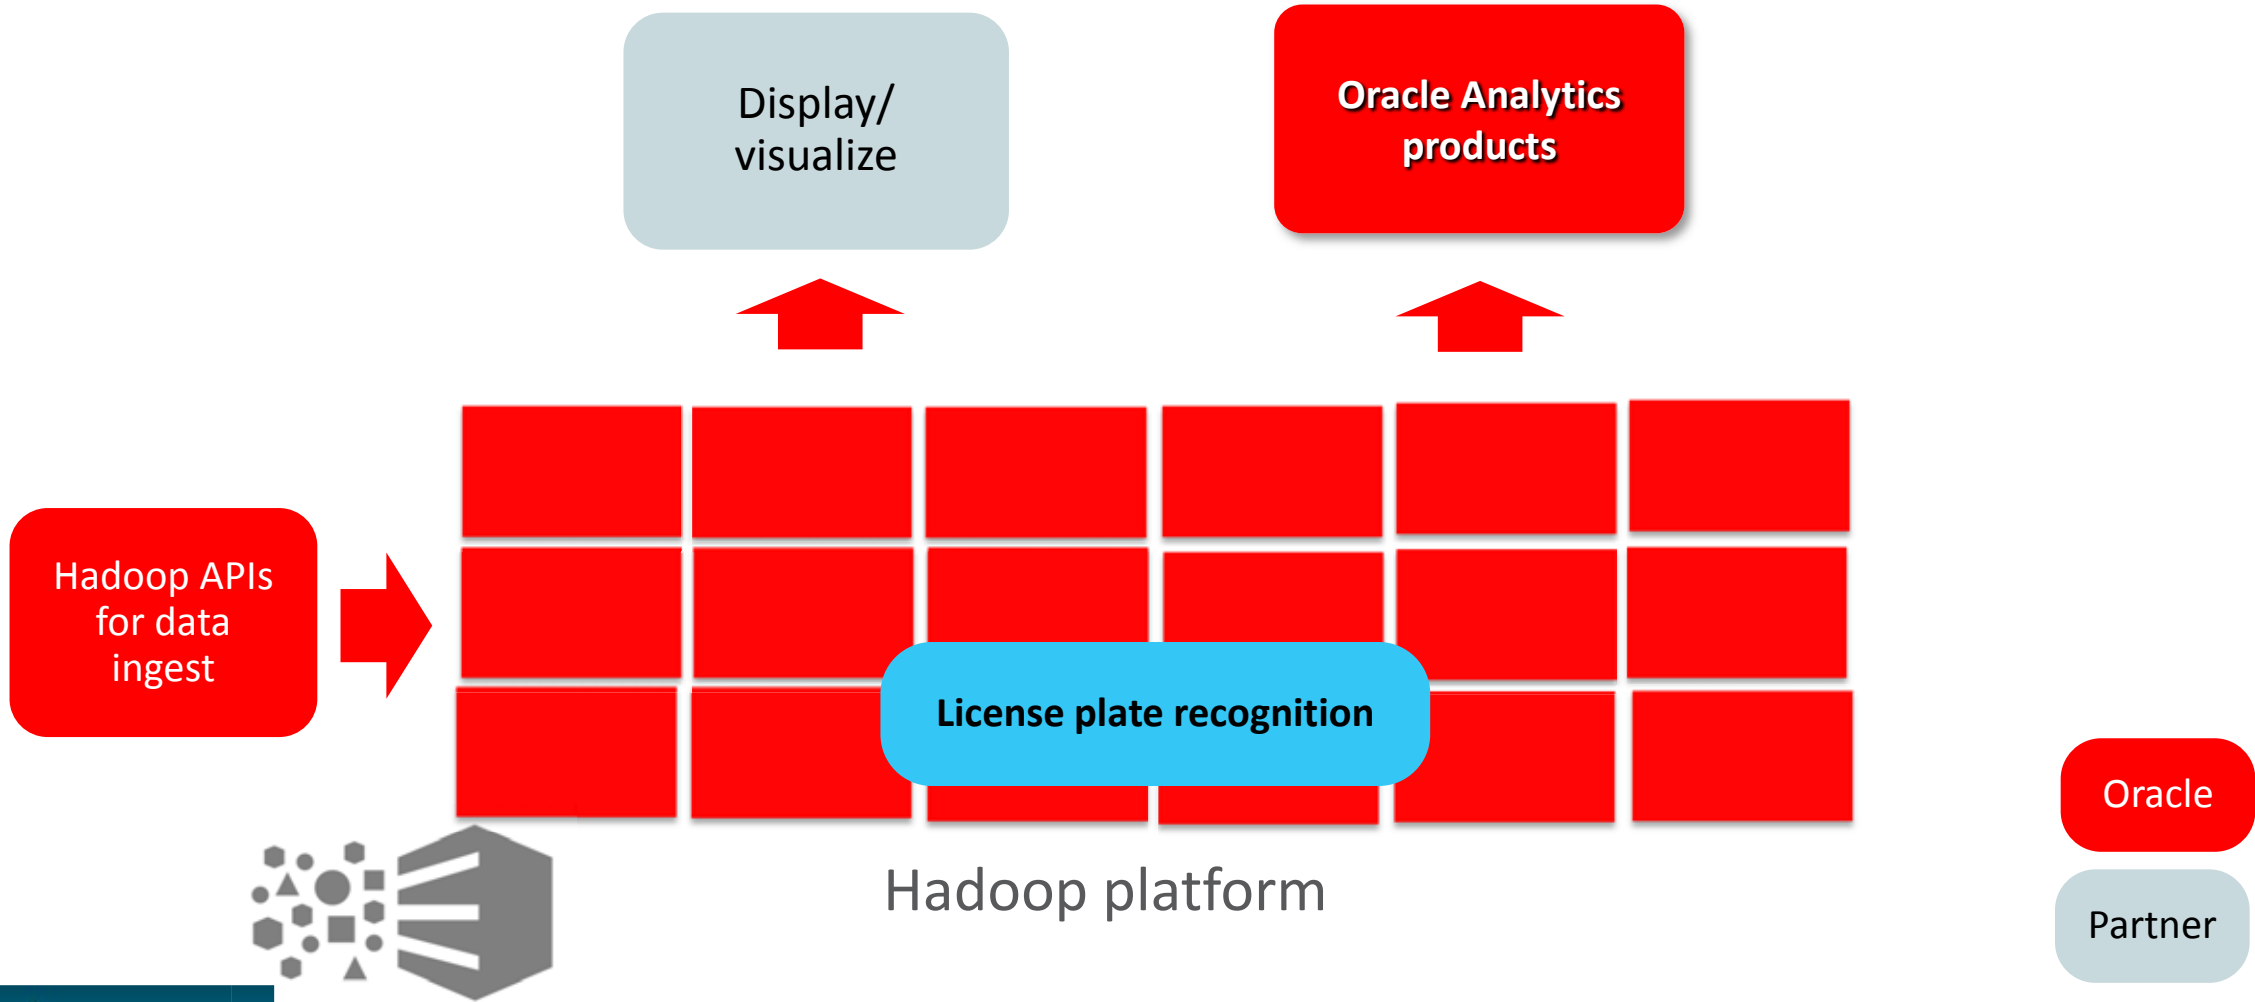 Display/
visualize
Oracle Analytics
products
Hadoop APIs
for data
ingest
License plate recognition
Hadoop platform
Oracle
Partner